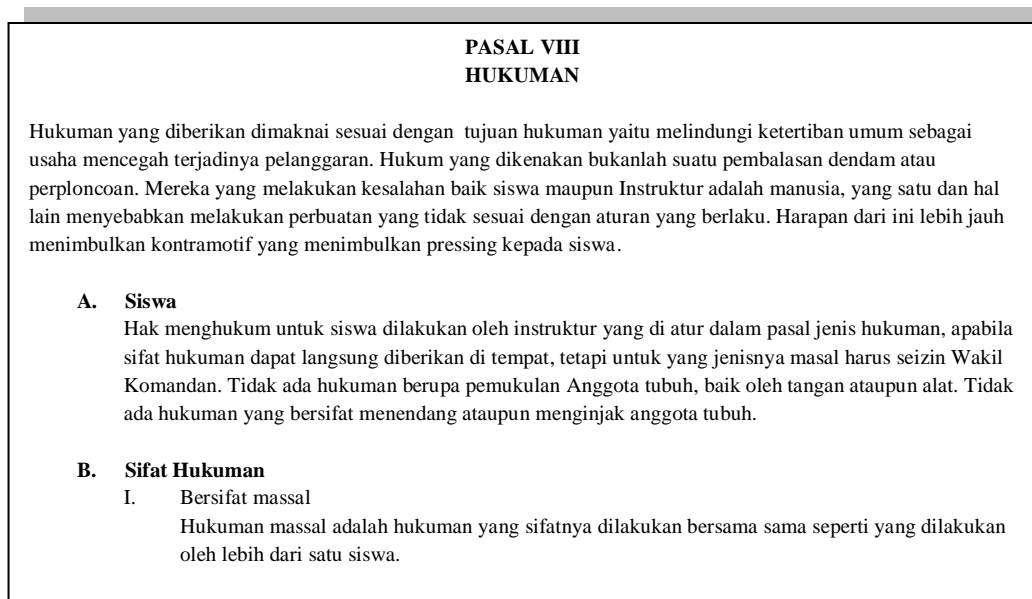 PASAL VIII
HUKUMAN
Hukuman yang diberikan dimaknai sesuai dengan tujuan hukuman yaitu melindungi ketertiban umum sebagai
usaha mencegah terjadinya pelanggaran. Hukum yang dikenakan bukanlah suatu pembalasan dendam atau
perploncoan. Mereka yang melakukan kesalahan baik siswa maupun Instruktur adalah manusia, yang satu dan hal
lain menyebabkan melakukan perbuatan yang tidak sesuai dengan aturan yang berlaku. Harapan dari ini lebih jauh
menimbulkan kontramotif yang menimbulkan pressing kepada siswa.
A. Siswa
Hak menghukum untuk siswa dilakukan oleh instruktur yang di atur dalam pasal jenis hukuman, apabila
sifat hukuman dapat langsung diberikan di tempat, tetapi untuk yang jenisnya masal harus seizin Wakil
Komandan. Tidak ada hukuman berupa pemukulan Anggota tubuh, baik oleh tangan ataupun alat. Tidak
ada hukuman yang bersifat menendang ataupun menginjak anggota tubuh.
B. Sifat Hukuman
I. Bersifat massal
Hukuman massal adalah hukuman yang sifatnya dilakukan bersama sama seperti yang dilakukan
oleh lebih dari satu siswa.